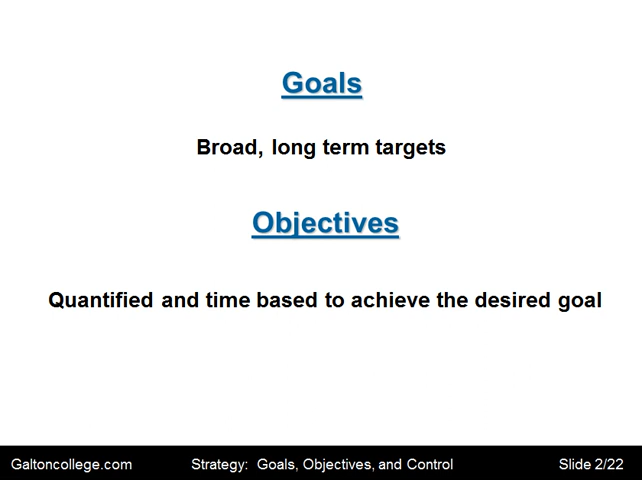 Goals
Broad, long term targets
Objectives
Quantified and time based to achieve the desired goal
Galtoncollege.com Strategy: Goals, Objectives, and Control Slide 2/22